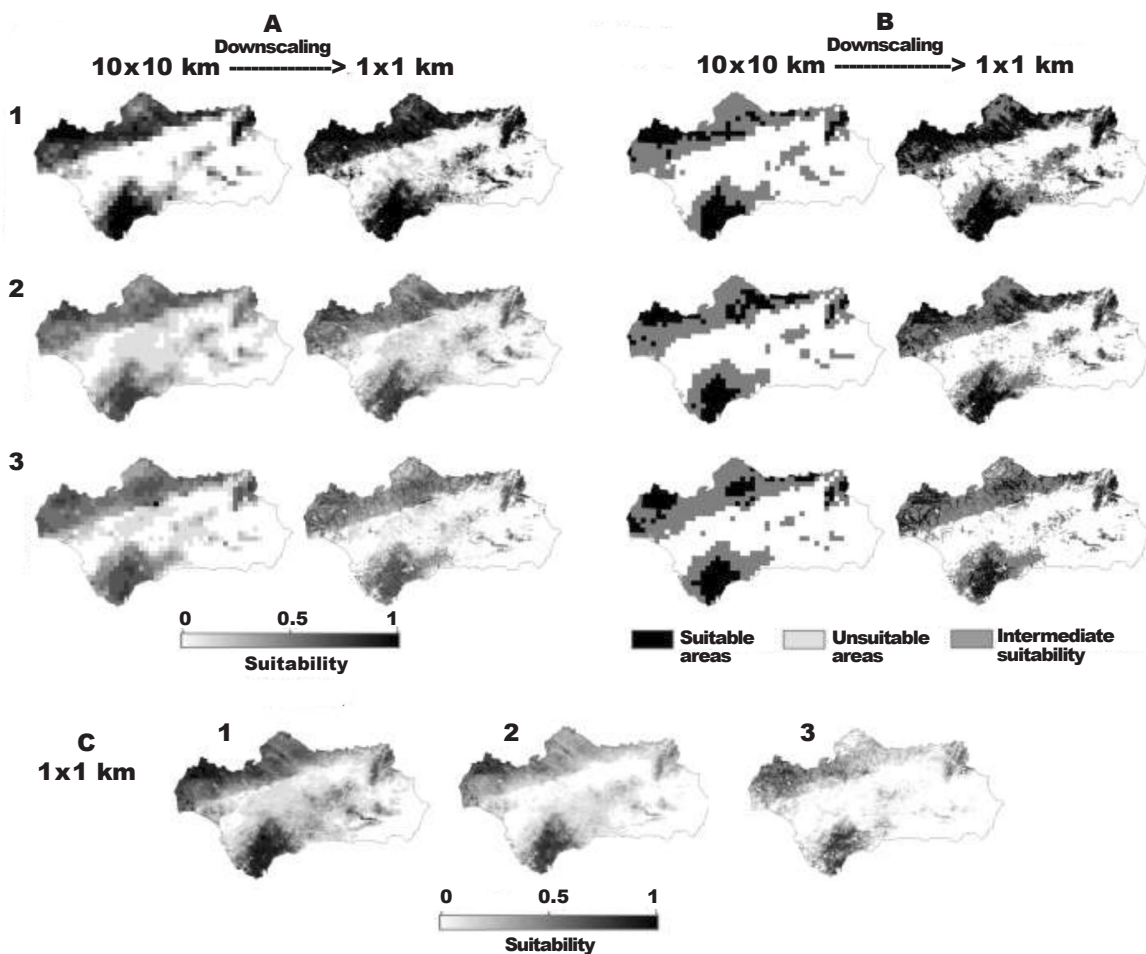 A
Downscaling
10x10 km --------------> 1x1 km
B
Downscaling
10x10 km --------------> 1x1 km
1
2
3
0 0.5 1
Suitability
Suitable areas
Unsuitable areas
Intermediate suitability
C
1x1 km
1
2
3
0 0.5 1
Suitability